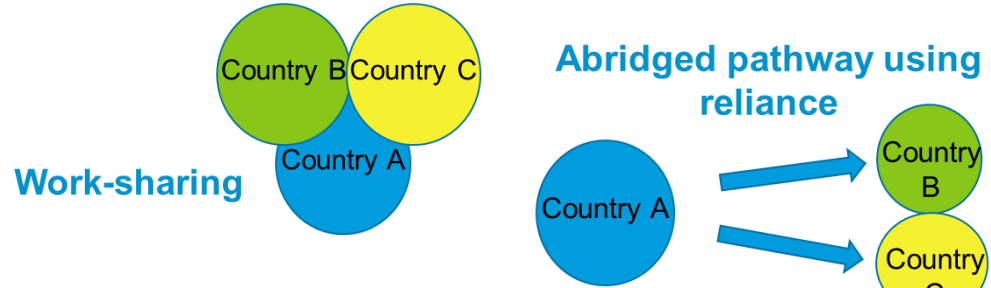 Country B
Country C
Country A
Work-sharing
Abridged pathway using
reliance
Country A
Country
B
Country